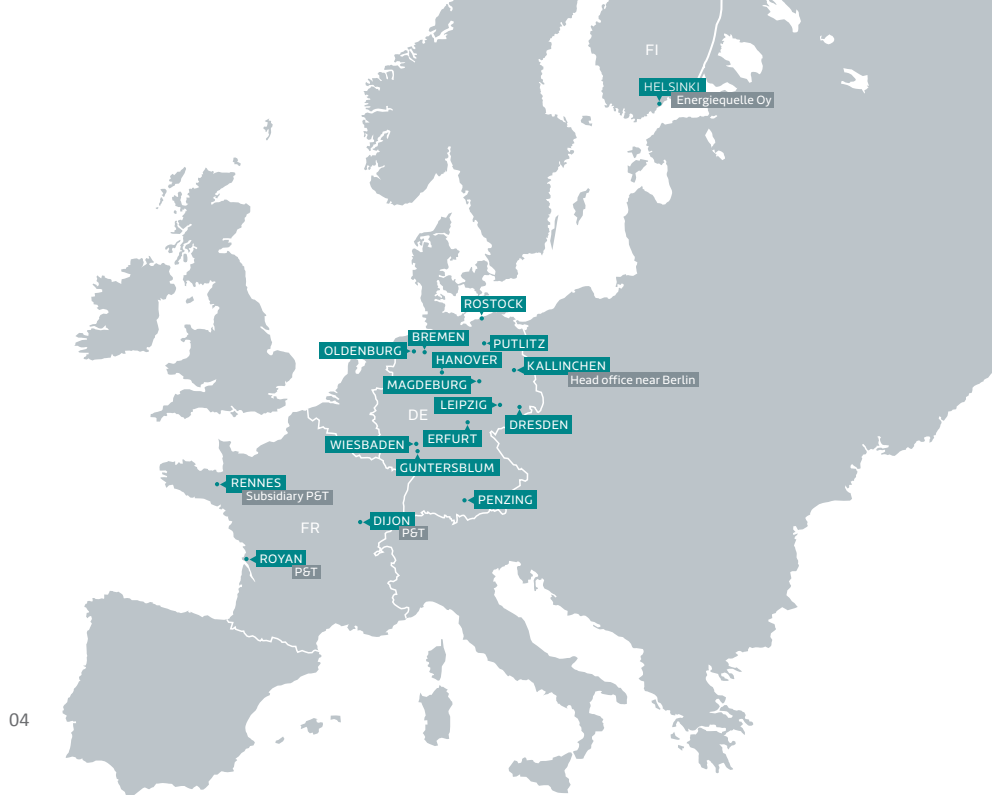 FI
HELSINKI
Energiequelle Oy
ROSTOCK
BREMEN
PUTLITZ
OLDENBURG
HANOVER
KALLINCHEN
Head office near Berlin
MAGDEBURG
LEIPZIG
DE
DRESDEN
ERFURT
WIESBADEN
GUNTERSBLUM
RENNES
Subsidiary P&T
PENZING
DIJON
P&T
FR
ROYAN
P&T
04